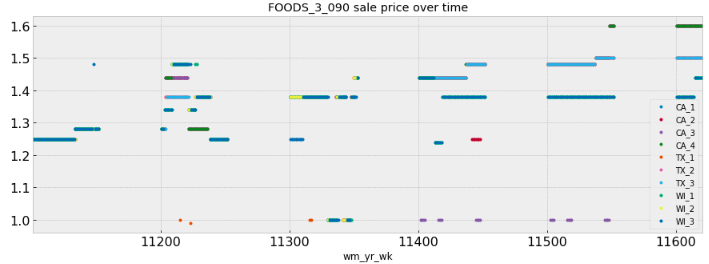 FOODS_3_090 sale price over time
1.6
1.5
1.4
1.3
1.2
1.1
1.0
CA_1
CA_2
CA_3
CA_4
TX_1
TX_2
TX_3
WI_1
WI_2
WI_3
11200 11300 11400 11500 11600
wm_yr_wk